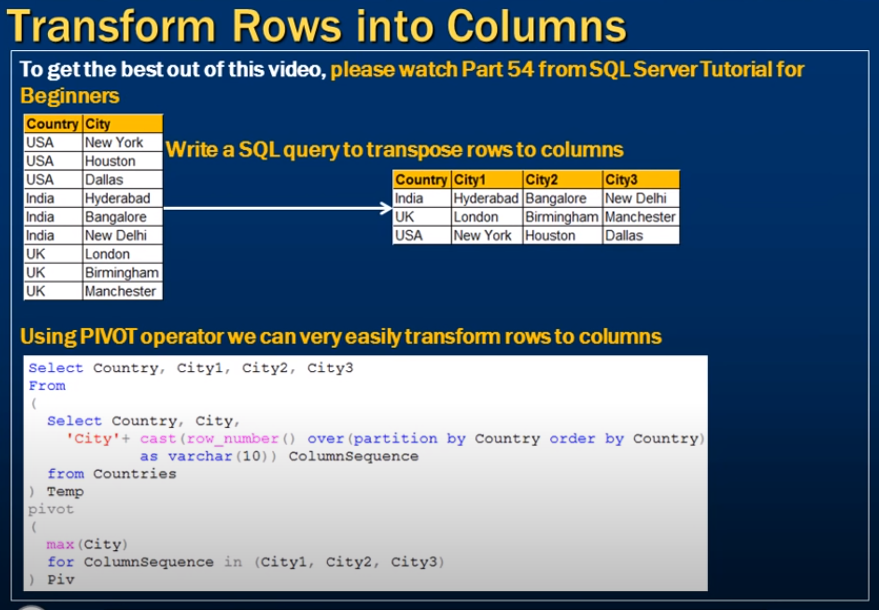 Transform Rows into Columns
To get the best out of this video, please watch Part 54 from SQL Server Tutorial for
Beginners
Country City
USA New York
USA Houston
USA Dallas
India Hyderabad
India Bangalore
India New Delhi
UK London
UK Birmingham
UK Manchester
Write a SQL query to transpose rows to columns
Country City1 City2 City3
India Hyderabad Bangalore New Delhi
UK London Birmingham Manchester
USA New York Houston Dallas
Using PIVOT operator we can very easily transform rows to columns
Select Country, City1, City2, City3
From
(
Select Country, City,
'City'+ cast(row_number() over(partition by Country order by Country)
as varchar(10)) ColumnSequence
from Countries
) Temp
pivot
(
max(City)
for ColumnSequence in (City1, City2, City3)
) Piv